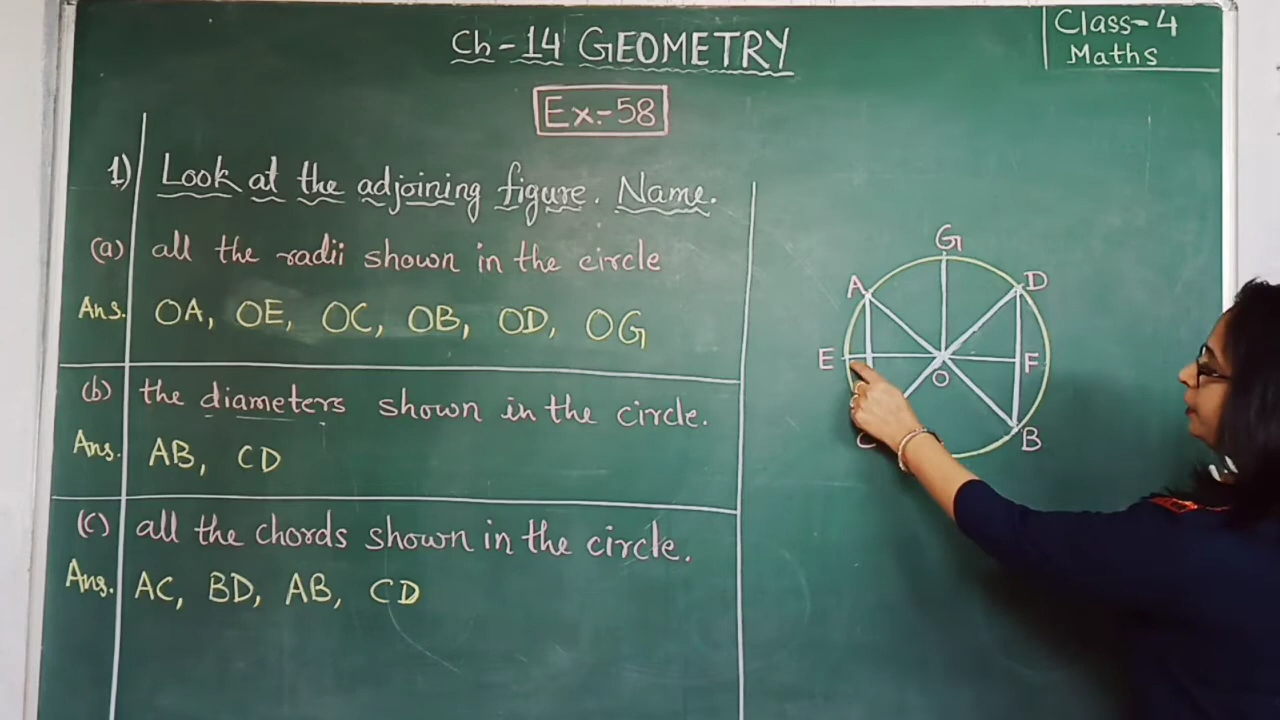 Ch-14 GEOMETRY
Class-4
Maths
Ex.-58
1) Look at the adjoining figure. Name.
(a) all the radii shown in the circle
Ans. OA, OE, OC, OB, OD, OG
(b) the diameters shown in the circle.
Ans. AB, CD
(c) all the chords shown in the circle.
Ans. AC, BD, AB, CD
G
A D
E O F
C B